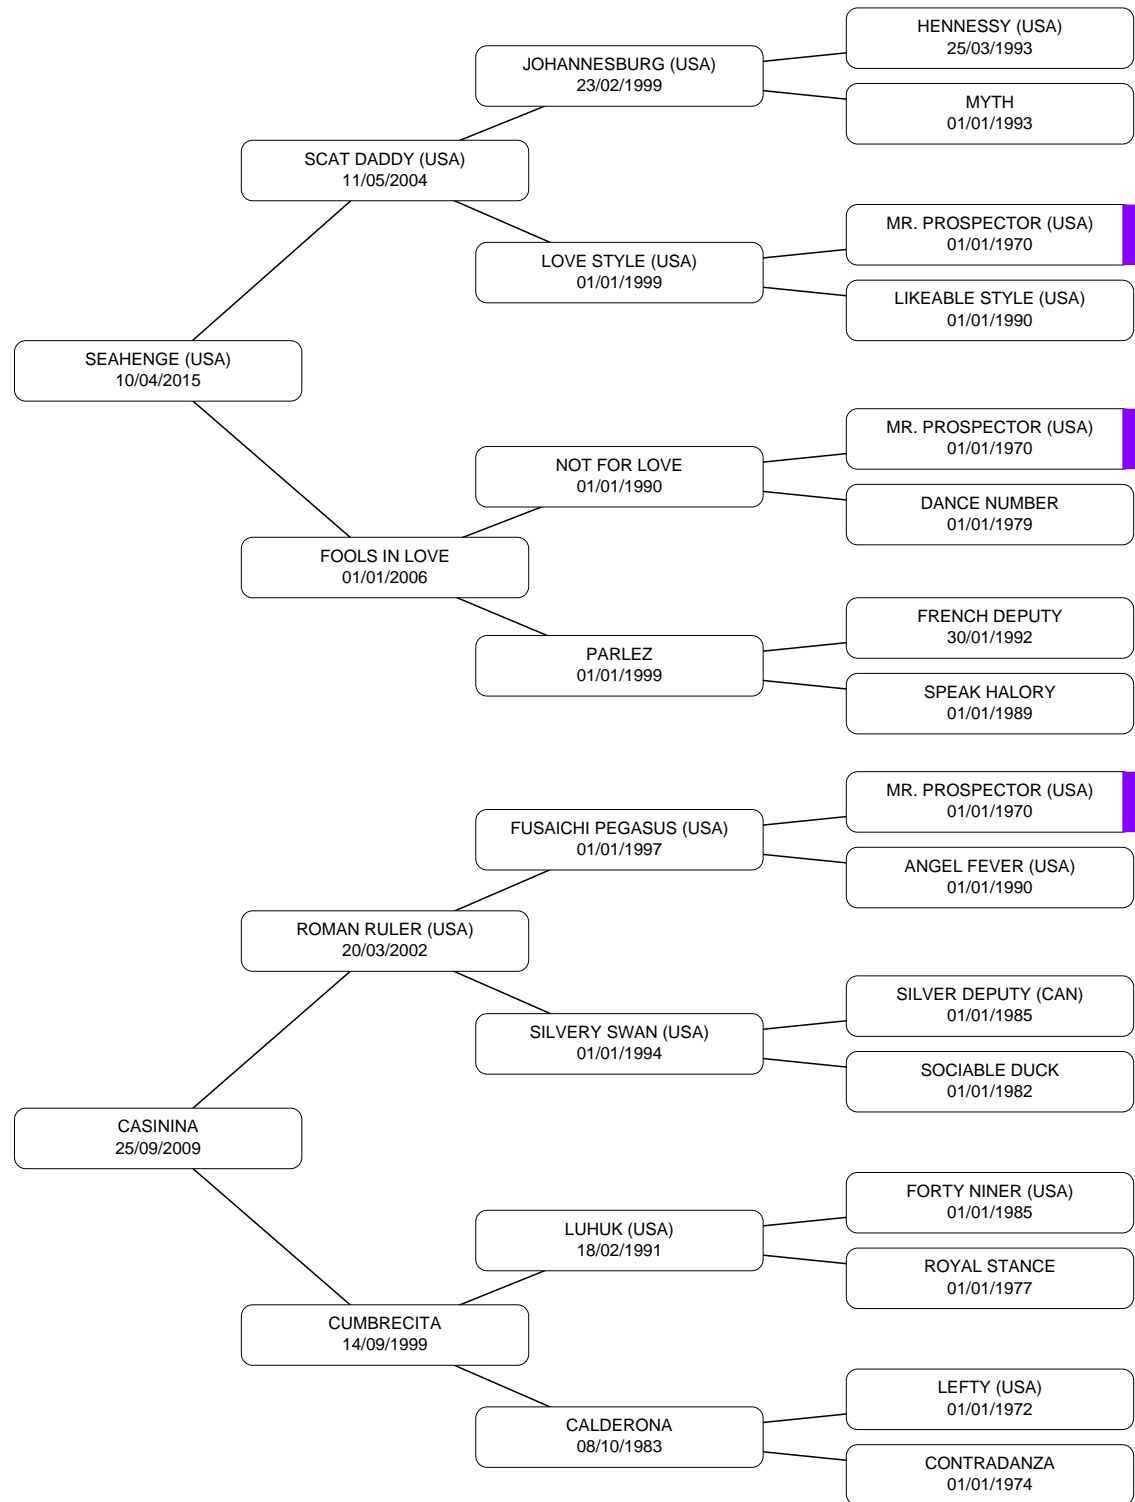 HENNESSY (USA)
25/03/1993
JOHANNESBURG (USA)
23/02/1999
MYTH
01/01/1993
SCAT DADDY (USA)
11/05/2004
MR. PROSPECTOR (USA)
01/01/1970
LOVE STYLE (USA)
01/01/1999
LIKEABLE STYLE (USA)
01/01/1990
SEAHENGE (USA)
10/04/2015
MR. PROSPECTOR (USA)
01/01/1970
NOT FOR LOVE
01/01/1990
DANCE NUMBER
01/01/1979
FOOLS IN LOVE
01/01/2006
FRENCH DEPUTY
30/01/1992
PARLEZ
01/01/1999
SPEAK HALORY
01/01/1989
MR. PROSPECTOR (USA)
01/01/1970
FUSAICHI PEGASUS (USA)
01/01/1997
ANGEL FEVER (USA)
01/01/1990
ROMAN RULER (USA)
20/03/2002
SILVER DEPUTY (CAN)
01/01/1985
SILVERY SWAN (USA)
01/01/1994
SOCIABLE DUCK
01/01/1982
CASININA
25/09/2009
FORTY NINER (USA)
01/01/1985
LUHUK (USA)
18/02/1991
ROYAL STANCE
01/01/1977
CUMBRECITA
14/09/1999
LEFTY (USA)
01/01/1972
CALDERONA
08/10/1983
CONTRADANZA
01/01/1974